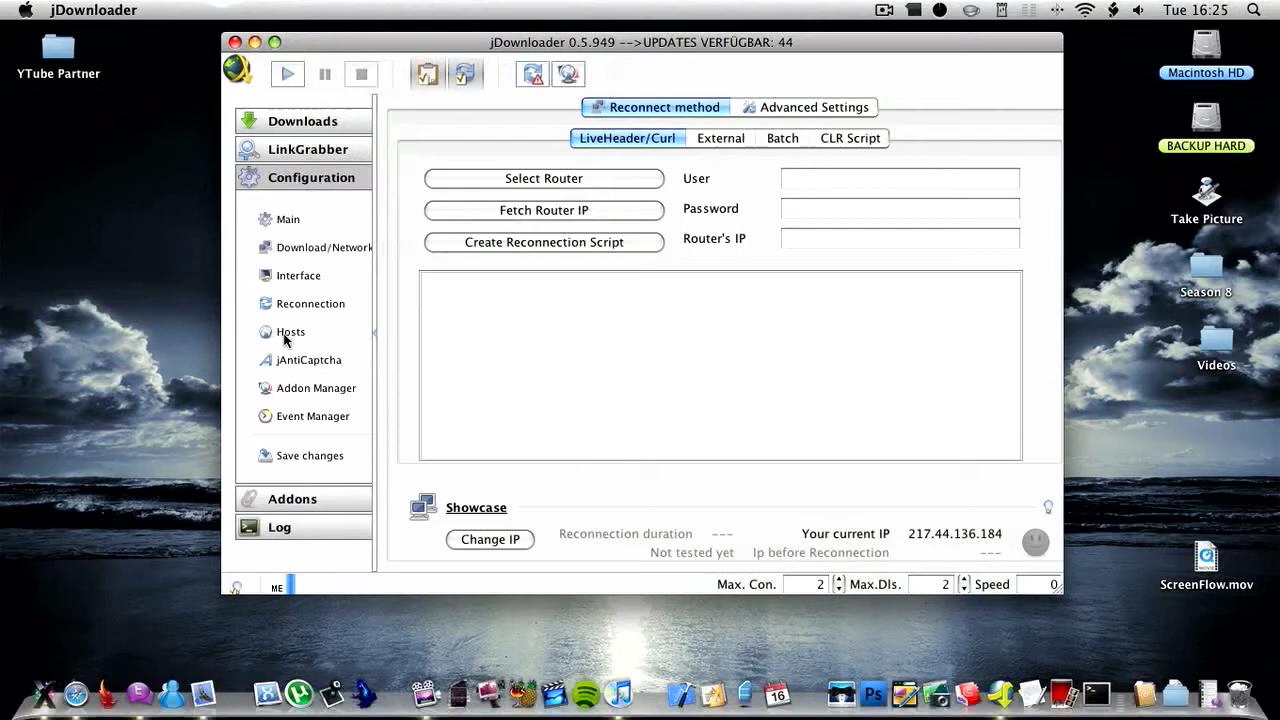 jDownloader
Tue 16:25
YTube Partner
jDownloader 0.5.949 -->UPDATES VERFÜGBAR: 44
Macintosh HD
BACKUP HARD
Take Picture
Season 8
Videos
ScreenFlow.mov
Downloads
LinkGrabber
Configuration
Main
Download/Network
Interface
Reconnection
Hosts
jAntiCaptcha
Addon Manager
Event Manager
Save changes
Addons
Log
Reconnect method
Advanced Settings
LiveHeader/Curl External Batch CLR Script
Select Router
User
Fetch Router IP
Password
Create Reconnection Script
Router's IP
Showcase
Change IP
Reconnection duration ---
Your current IP 217.44.136.184
Not tested yet
Ip before Reconnection ---
ME
Max. Con. 2 Max.Dls. 2 Speed 0
16
Ps